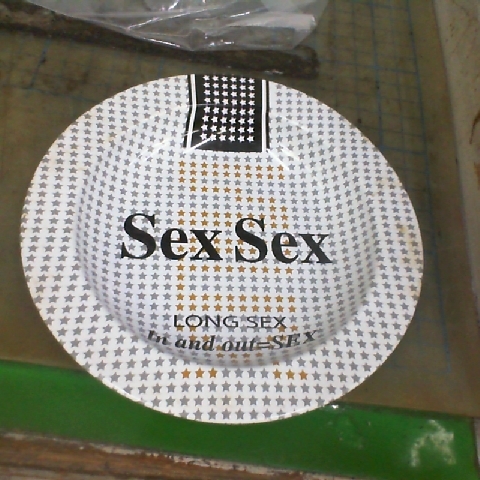 Sex Sex
LONG SEX
In and out=SEX